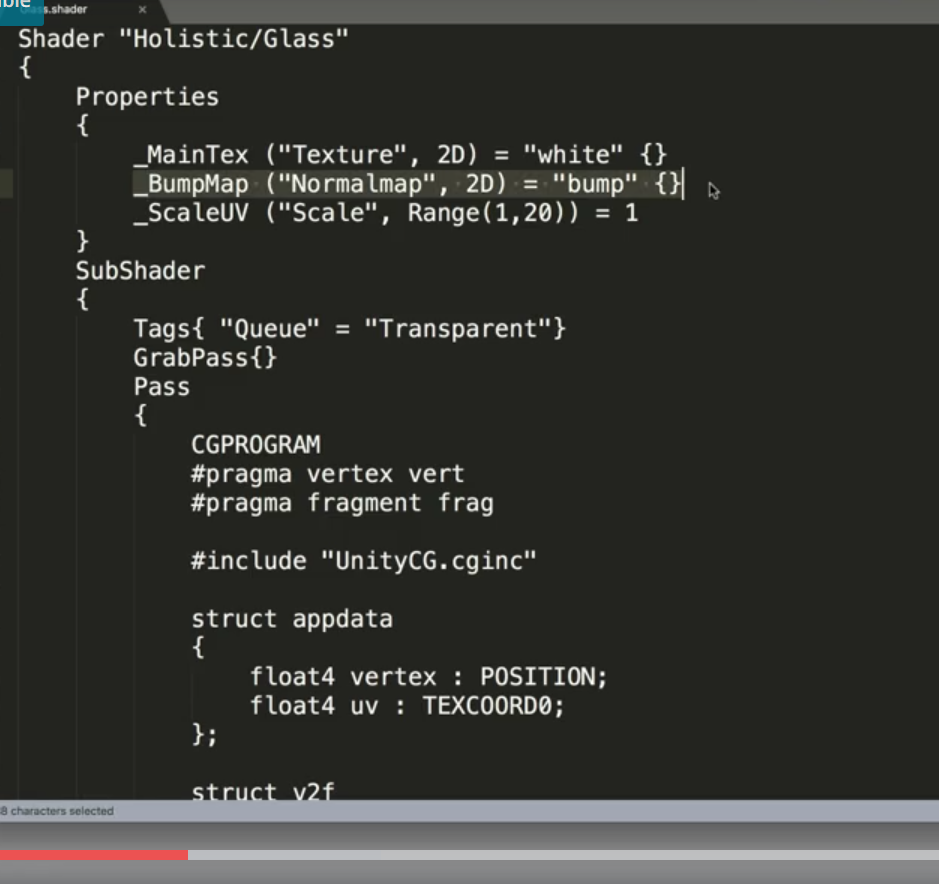 ble
Glass.shader ×
Shader "Holistic/Glass"
{
Properties
{
_MainTex ("Texture", 2D) = "white" {}
_BumpMap ("Normalmap", 2D) = "bump" {}
_ScaleUV ("Scale", Range(1,20)) = 1
}
SubShader
{
Tags{ "Queue" = "Transparent"}
GrabPass{}
Pass
{
CGPROGRAM
#pragma vertex vert
#pragma fragment frag
#include "UnityCG.cginc"
struct appdata
{
float4 vertex : POSITION;
float4 uv : TEXCOORD0;
};
struct v2f
8 characters selected